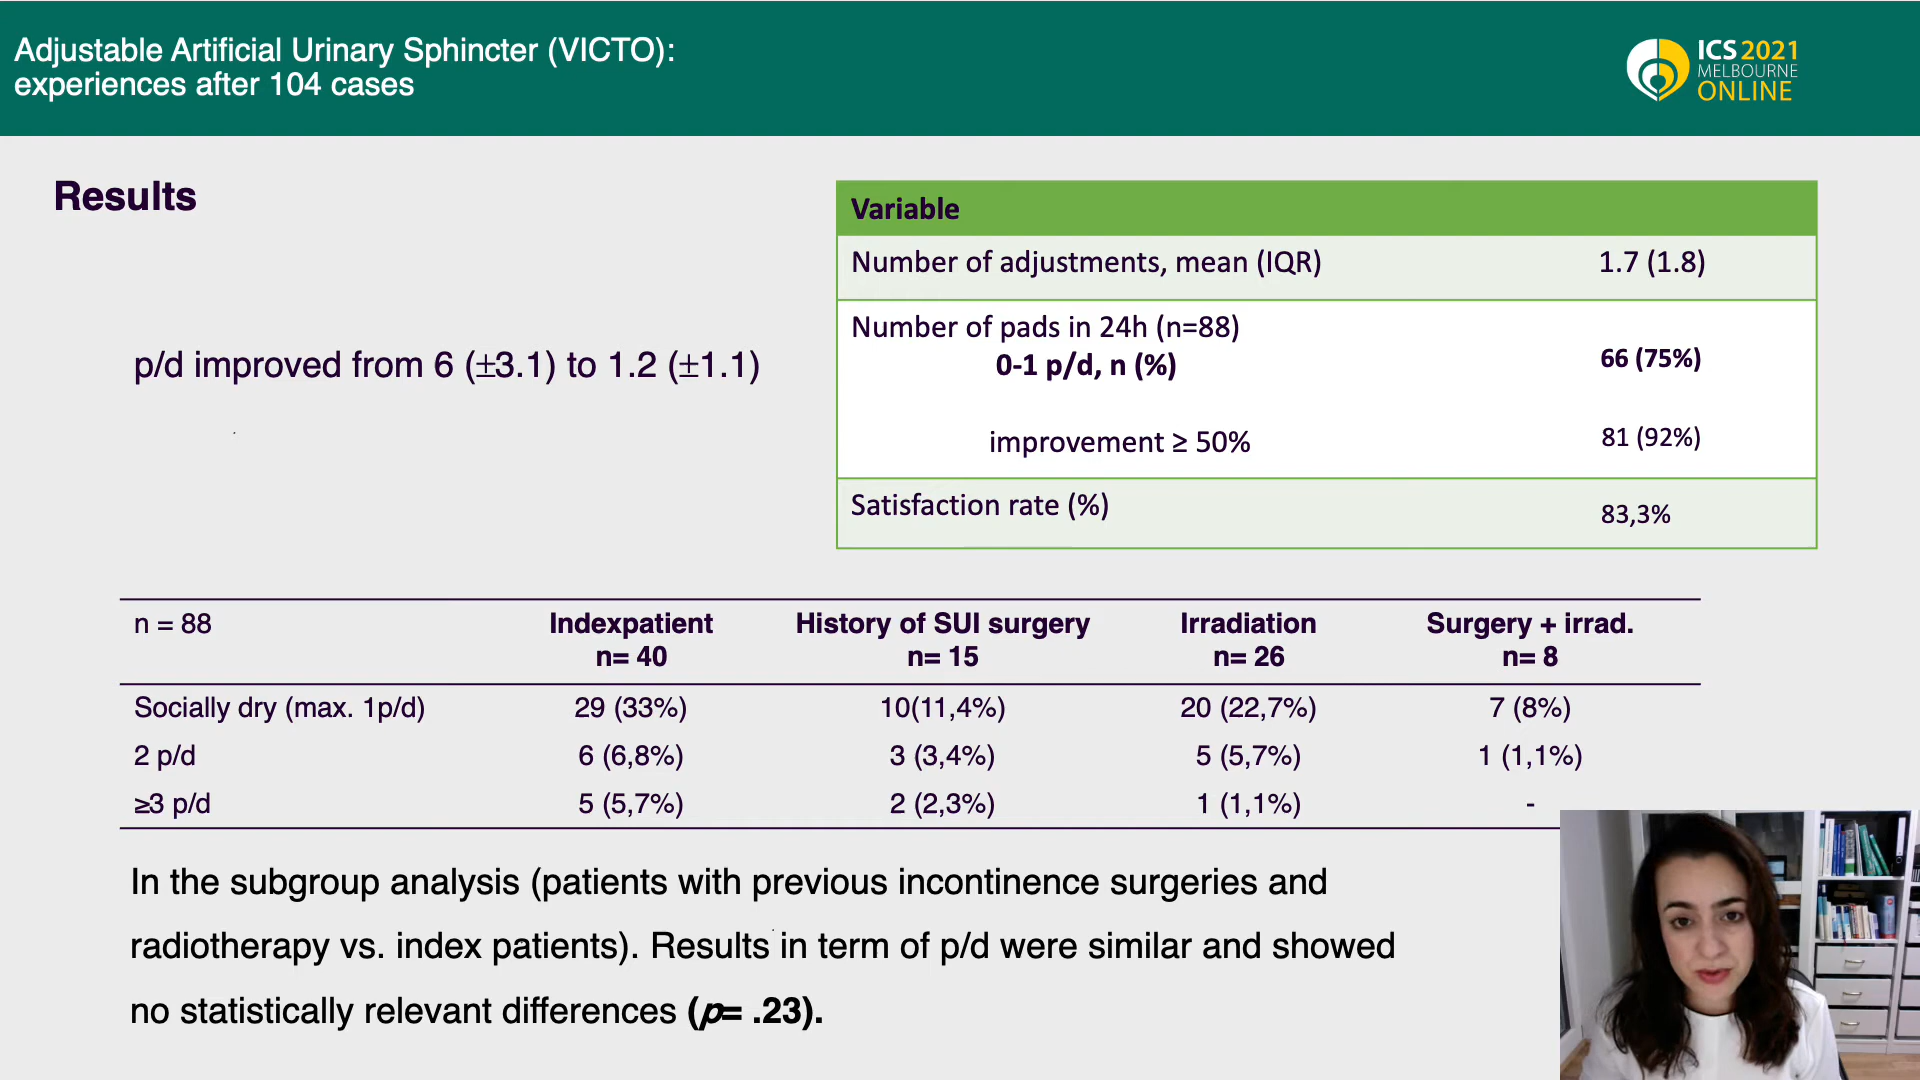 Adjustable Artificial Urinary Sphincter (VICTO):
experiences after 104 cases
ICS 2021
MELBOURNE
ONLINE
Results
p/d improved from 6 (±3.1) to 1.2 (±1.1)
Variable
Number of adjustments, mean (IQR) 1.7 (1.8)
Number of pads in 24h (n=88)
0-1 p/d, n (%) 66 (75%)
improvement ≥ 50% 81 (92%)
Satisfaction rate (%) 83,3%
n = 88 Indexpatient History of SUI surgery Irradiation Surgery + irrad.
n= 40 n= 15 n= 26 n= 8
Socially dry (max. 1p/d) 29 (33%) 10(11,4%) 20 (22,7%) 7 (8%)
2 p/d 6 (6,8%) 3 (3,4%) 5 (5,7%) 1 (1,1%)
≥3 p/d 5 (5,7%) 2 (2,3%) 1 (1,1%) -
In the subgroup analysis (patients with previous incontinence surgeries and
radiotherapy vs. index patients). Results in term of p/d were similar and showed
no statistically relevant differences (p= .23).